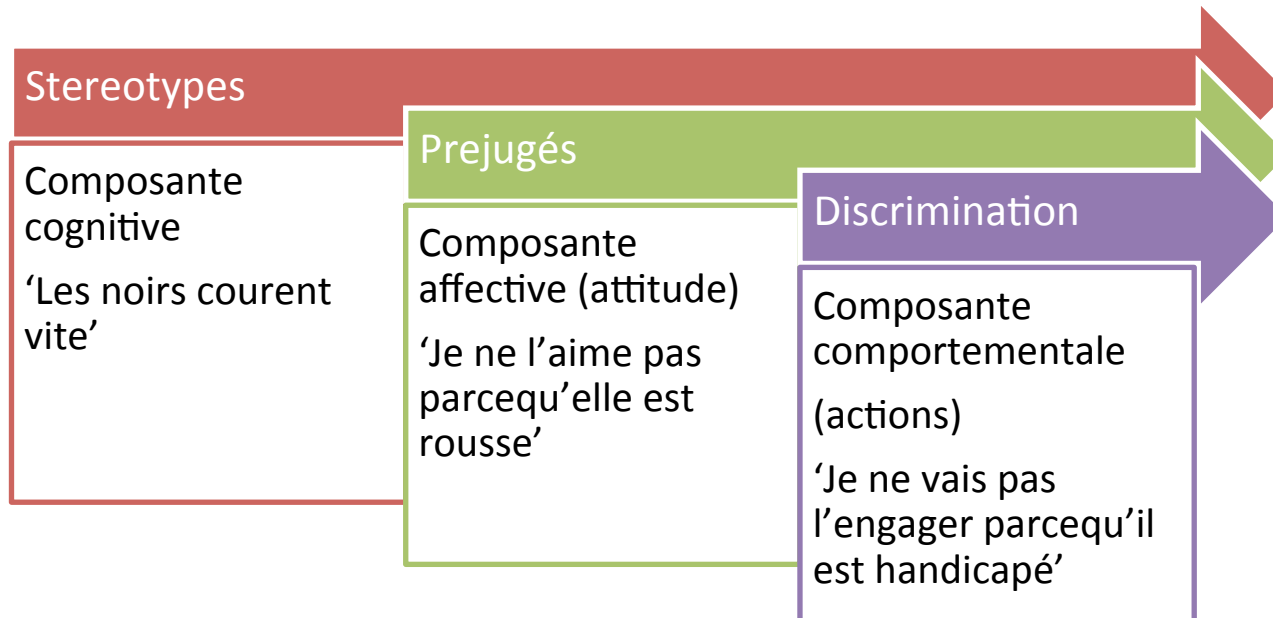 Stereotypes
Composante
cognitive
‘Les noirs courent
vite’
Prejugés
Composante
affective (attitude)
‘Je ne l’aime pas
parcequ’elle est
rousse’
Discrimination
Composante
comportementale
(actions)
‘Je ne vais pas
l’engager parcequ’il
est handicapé’